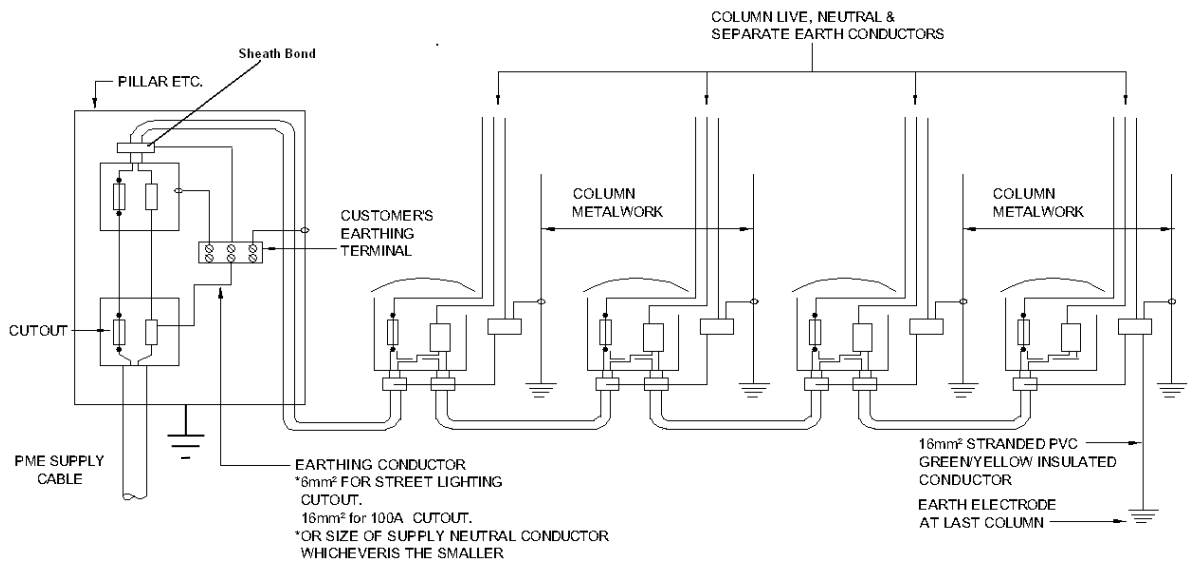 COLUMN LIVE, NEUTRAL &
SEPARATE EARTH CONDUCTORS
Sheath Bond
PILLAR ETC.
CUSTOMER'S
EARTHING
TERMINAL
COLUMN
METALWORK
COLUMN
METALWORK
CUTOUT
PME SUPPLY
CABLE
EARTHING CONDUCTOR
*6mm² FOR STREET LIGHTING
CUTOUT.
16mm² for 100A CUTOUT.
*OR SIZE OF SUPPLY NEUTRAL CONDUCTOR
WHICHEVERIS THE SMALLER
16mm² STRANDED PVC
GREEN/YELLOW INSULATED
CONDUCTOR
EARTH ELECTRODE
AT LAST COLUMN